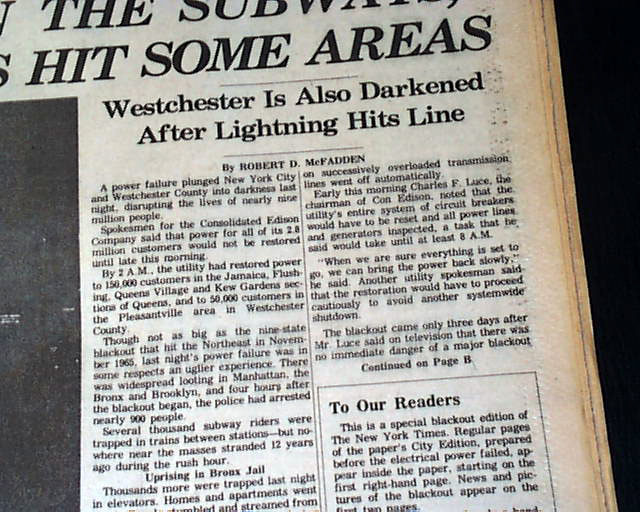 THE SUBWAYS,
HIT SOME AREAS
Westchester Is Also Darkened
After Lightning Hits Line
By ROBERT D. McFADDEN
A power failure plunged New York City
and Westchester County into darkness last
night, disrupting the lives of nearly nine
million people.
Spokesmen for the Consolidated Edison
Company said that power for all of its 2.8
million customers would not be restored
until late this morning.
By 2 A.M., the utility had restored power
to 150,000 customers in the Jamaica, Flush-
ing, Queens Village and Kew Gardens sec-
tions of Queens, and to 50,000 customers in
the Pleasantville area in Westchester
County.
Though not as big as the nine-state
blackout that hit the Northeast in Novem-
ber 1965, last night's power failure was in
some respects an uglier experience. There
was widespread looting in Manhattan, the
Bronx and Brooklyn, and four hours after
the blackout began, the police had arrested
nearly 900 people.
Several thousand subway riders were
trapped in trains between stations—but no-
where near the masses stranded 12 years
ago during the rush hour.
Uprising in Bronx Jail
Thousands more were trapped last night
in elevators. Homes and apartments went
stumbled and streamed from
on successively overloaded transmission
lines went off automatically.
Early this morning Charles F. Luce, the
chairman of Con Edison, noted that the
utility's entire system of circuit breakers
would have to be reset and all power lines
and generators inspected, a task that he
said would take until at least 8 A.M.
"When we are sure everything is set to
go, we can bring the power back slowly,"
he said. Another utility spokesman said
that the restoration would have to proceed
cautiously to avoid another systemwide
shutdown.
The blackout came only three days after
Mr. Luce said on television that there was
no immediate danger of a major blackout
Continued on Page B
To Our Readers
This is a special blackout edition of
The New York Times. Regular pages
of the paper's City Edition, prepared
before the electrical power failed, ap-
pear inside the paper, starting on the
first right-hand page. News and pic-
tures of the blackout appear on the
first two pages.